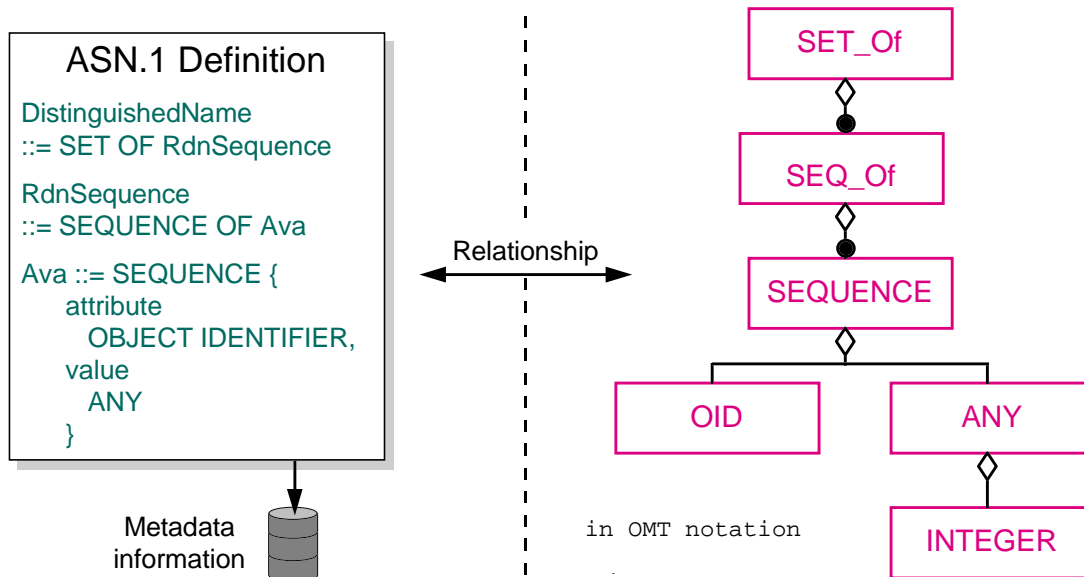 ASN.1 Definition
DistinguishedName
::= SET OF RdnSequence
RdnSequence
::= SEQUENCE OF Ava
Ava ::= SEQUENCE {
attribute
OBJECT IDENTIFIER,
value
ANY
}
Metadata
information
Relationship
SET_Of
SEQ_Of
SEQUENCE
OID
ANY
INTEGER
in OMT notation